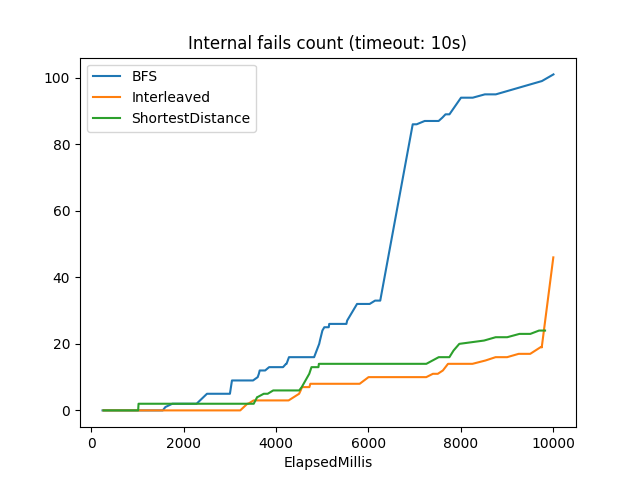 Internal fails count (timeout: 10s)
BFS
Interleaved
ShortestDistance
100
80
60
40
20
0
0 2000 4000 6000 8000 10000
ElapsedMillis